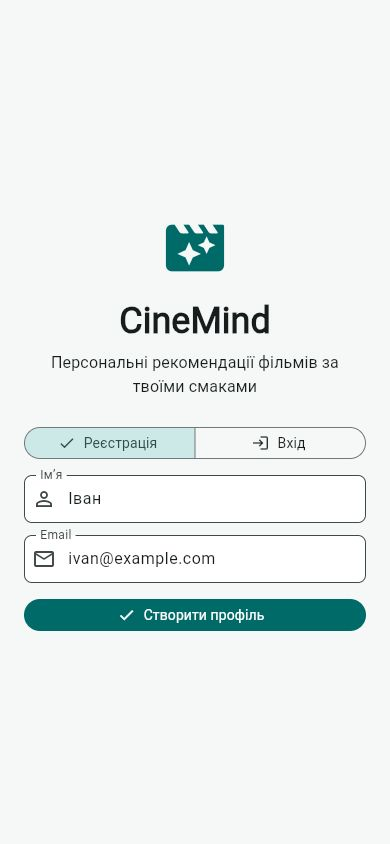 CineMind
Персональні рекомендації фільмів за
твоїми смаками
Реєстрація
Вхід
Ім'я
Іван
Email
ivan@example.com
Створити профіль